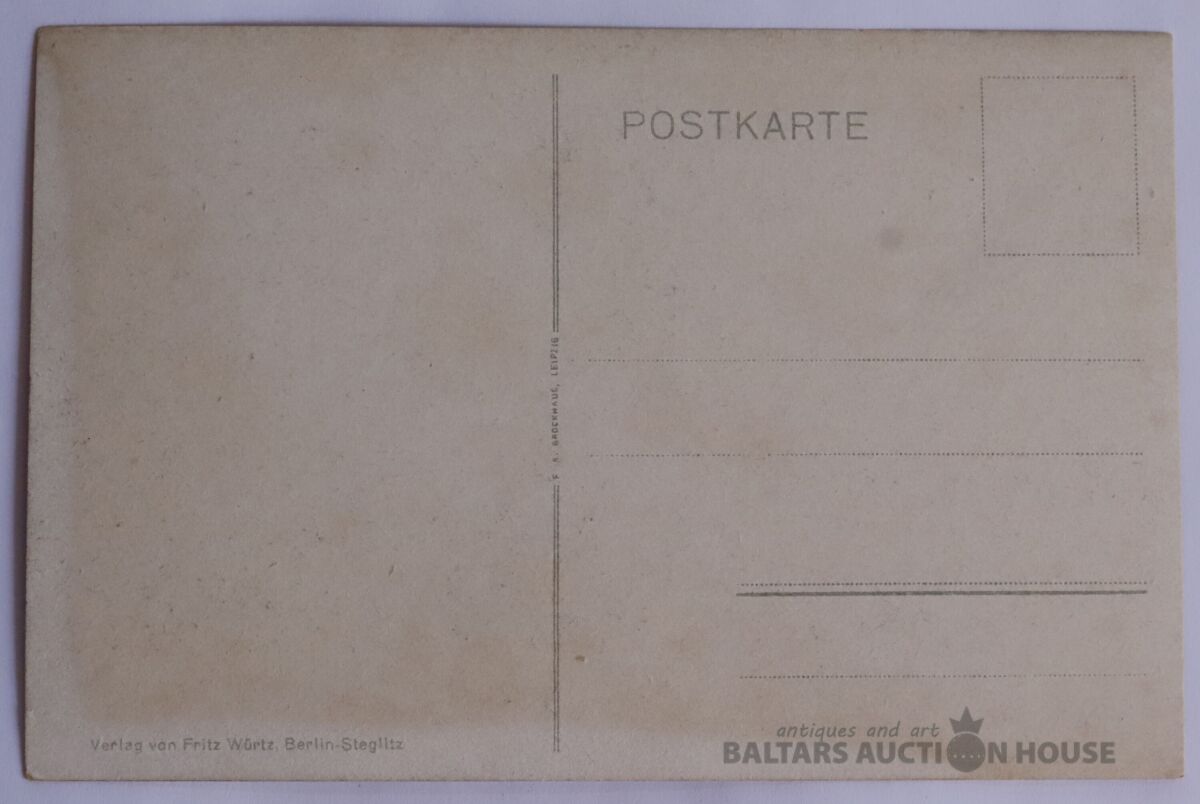 POSTKARTE
F. A. BROCKHAUS, LEIPZIG
Verlag von Fritz Würtz, Berlin-Steglitz
antiques and art
BALTARS AUCTION HOUSE